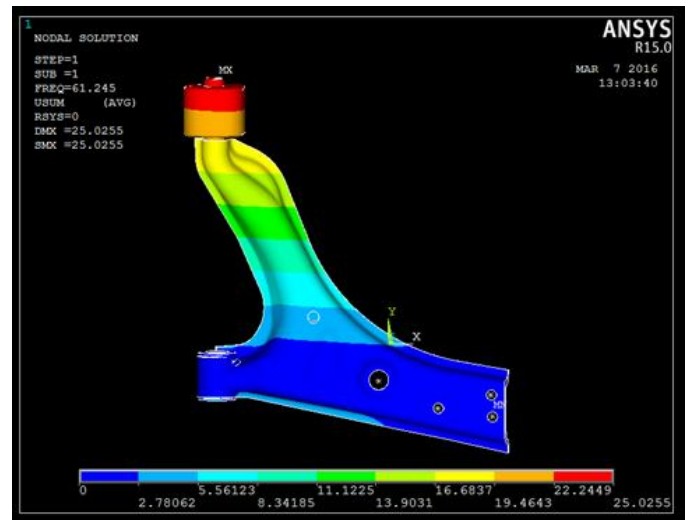 1
NODAL SOLUTION
STEP=1
SUB =1
FREQ=61.245
USUM (AVG)
RSYS=0
DMX =25.0255
SMX =25.0255
ANSYS
R15.0
MAR 7 2016
13:03:40
MX
Y
X
MN
0 5.56123 11.1225 16.6837 22.2449
2.78062 8.34185 13.9031 19.4643 25.0255